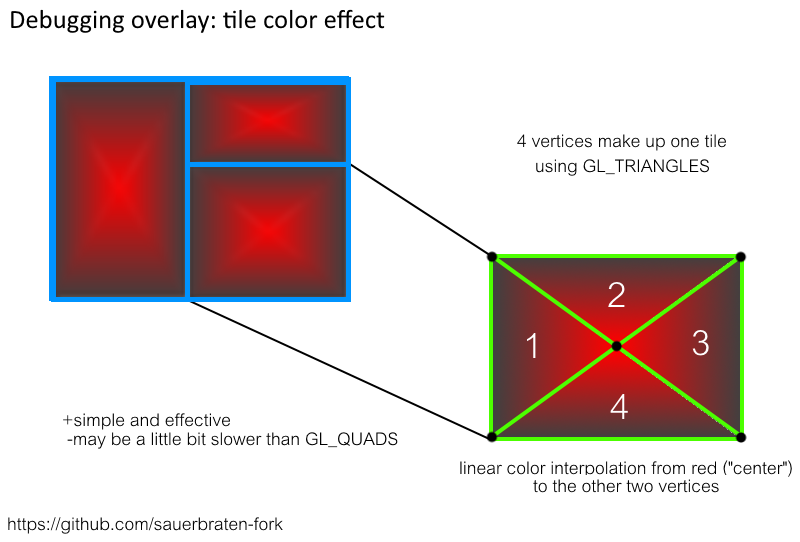 Debugging overlay: tile color effect
4 vertices make up one tile
using GL_TRIANGLES
2
1
3
4
+simple and effective
-may be a little bit slower than GL_QUADS
linear color interpolation from red ("center")
to the other two vertices
https://github.com/sauerbraten-fork